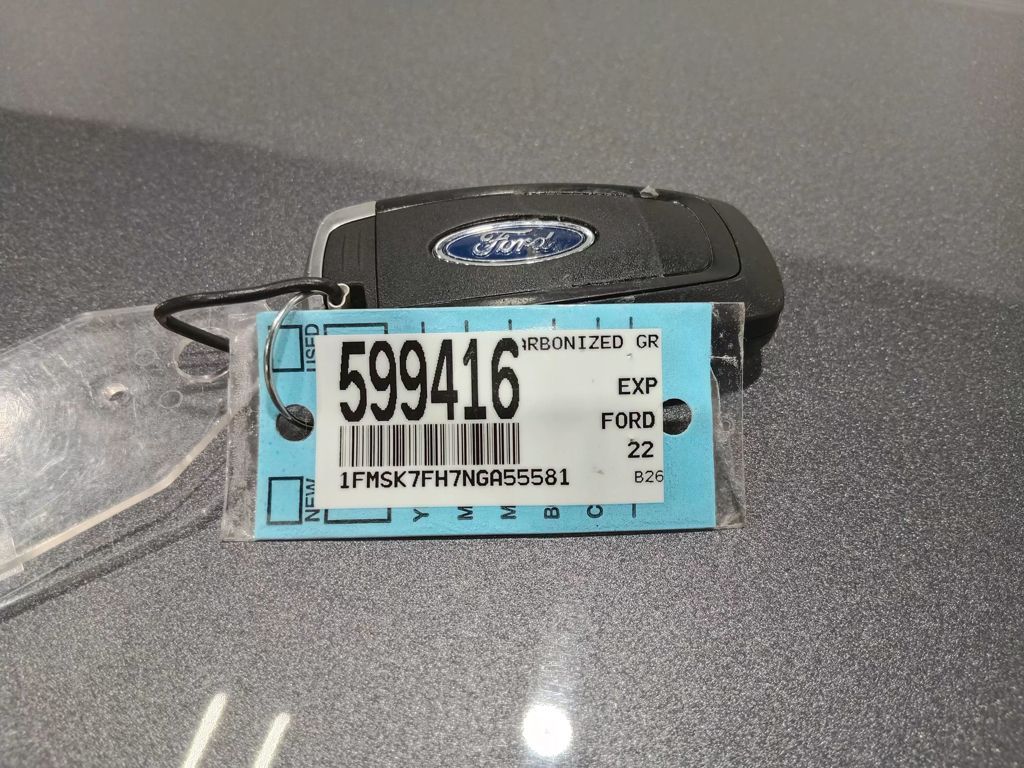 Ford
USED
599416
ARBONIZED GR
EXP
FORD
22
1FMSK7FH7NGA55581
B26
NEW
Y
M
M
B
C